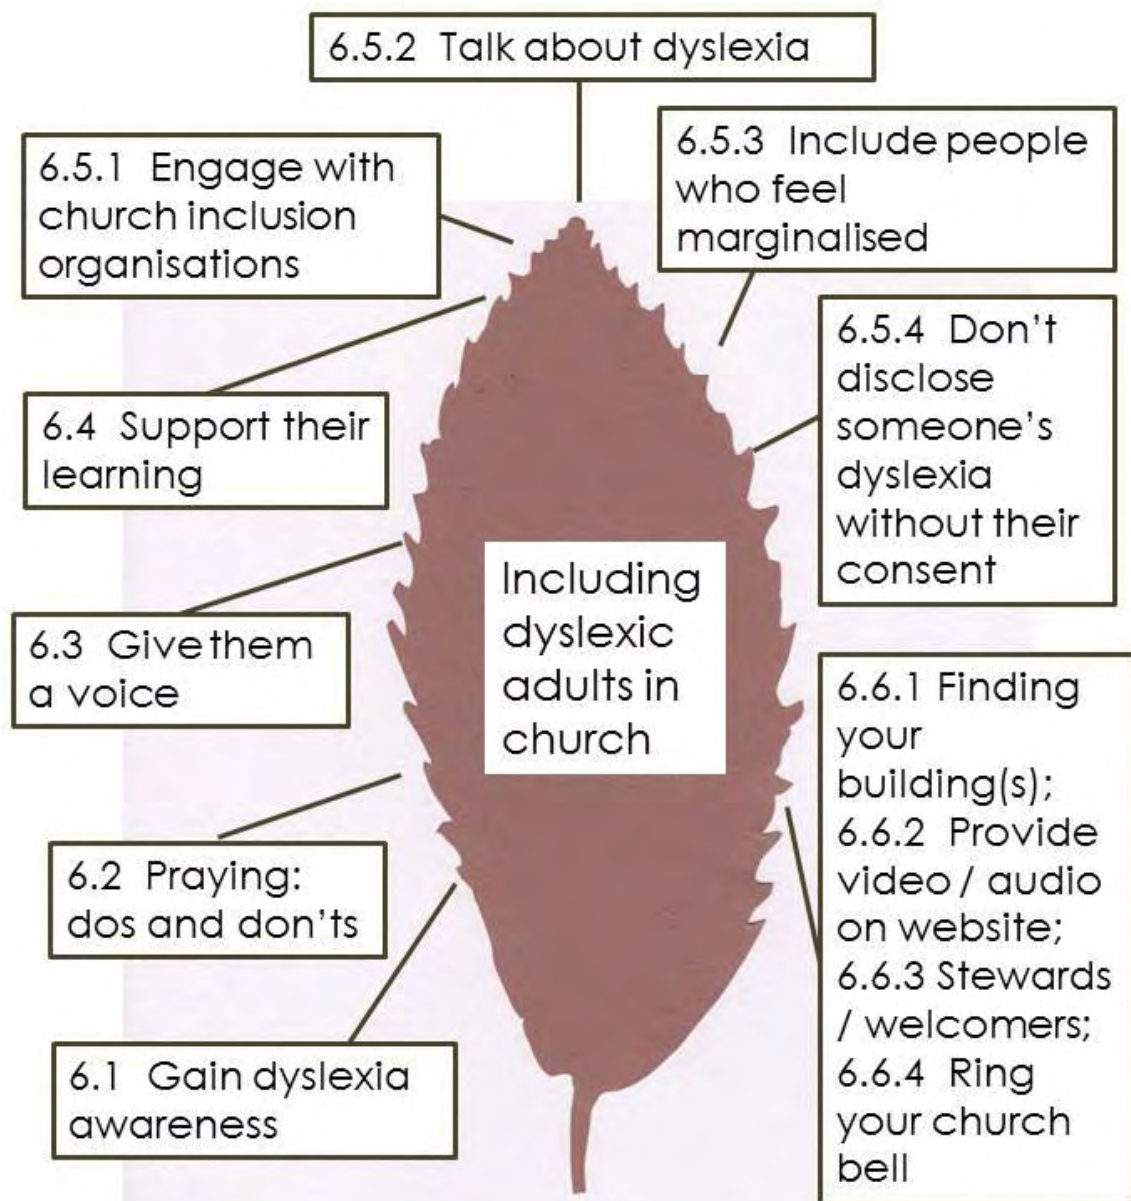 6.5.2 Talk about dyslexia
6.5.1 Engage with
church inclusion
organisations
6.5.3 Include people
who feel
marginalised
6.5.4 Don't
disclose
someone's
dyslexia
without their
consent
6.4 Support their
learning
Including
dyslexic
adults in
church
6.3 Give them
a voice
6.6.1 Finding
your
building(s);
6.6.2 Provide
video / audio
on website;
6.6.3 Stewards
/ welcomers;
6.6.4 Ring
your church
bell
6.2 Praying:
dos and don'ts
6.1 Gain dyslexia
awareness